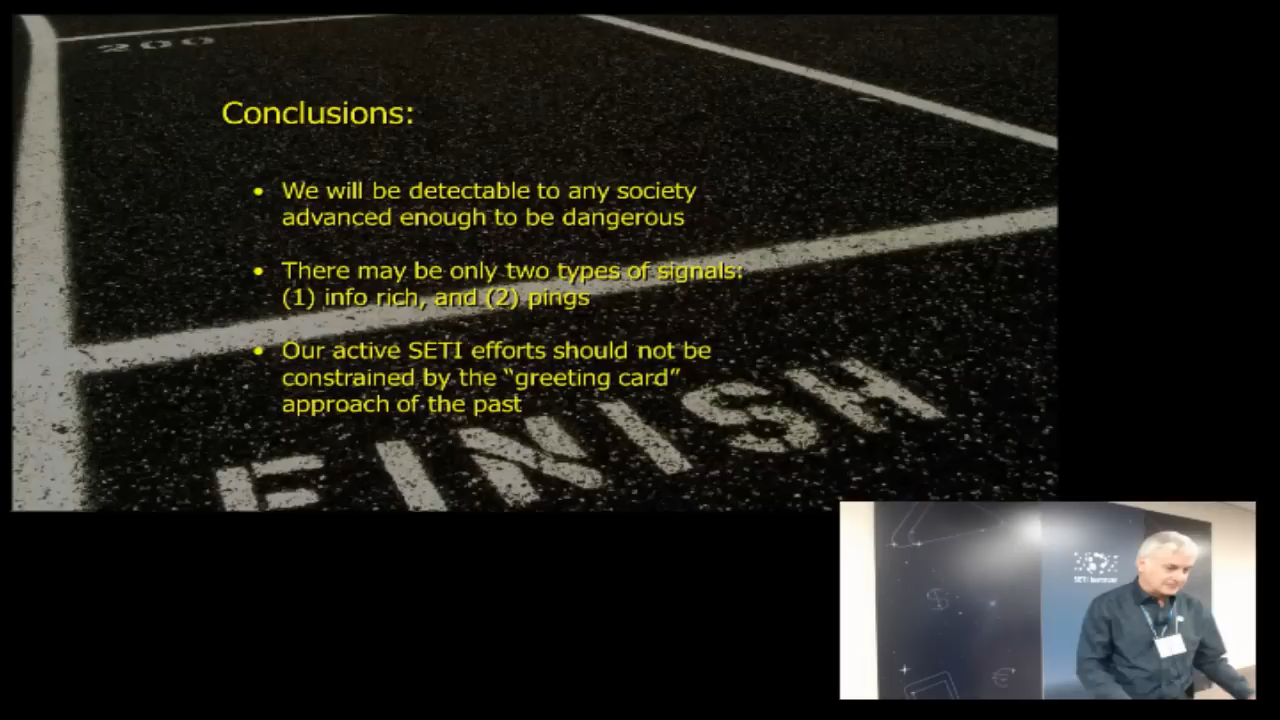 200
Conclusions:
• We will be detectable to any society
advanced enough to be dangerous
• There may be only two types of signals:
(1) info rich, and (2) pings
• Our active SETI efforts should not be
constrained by the “greeting card”
approach of the past
FINISH
SETI Institute